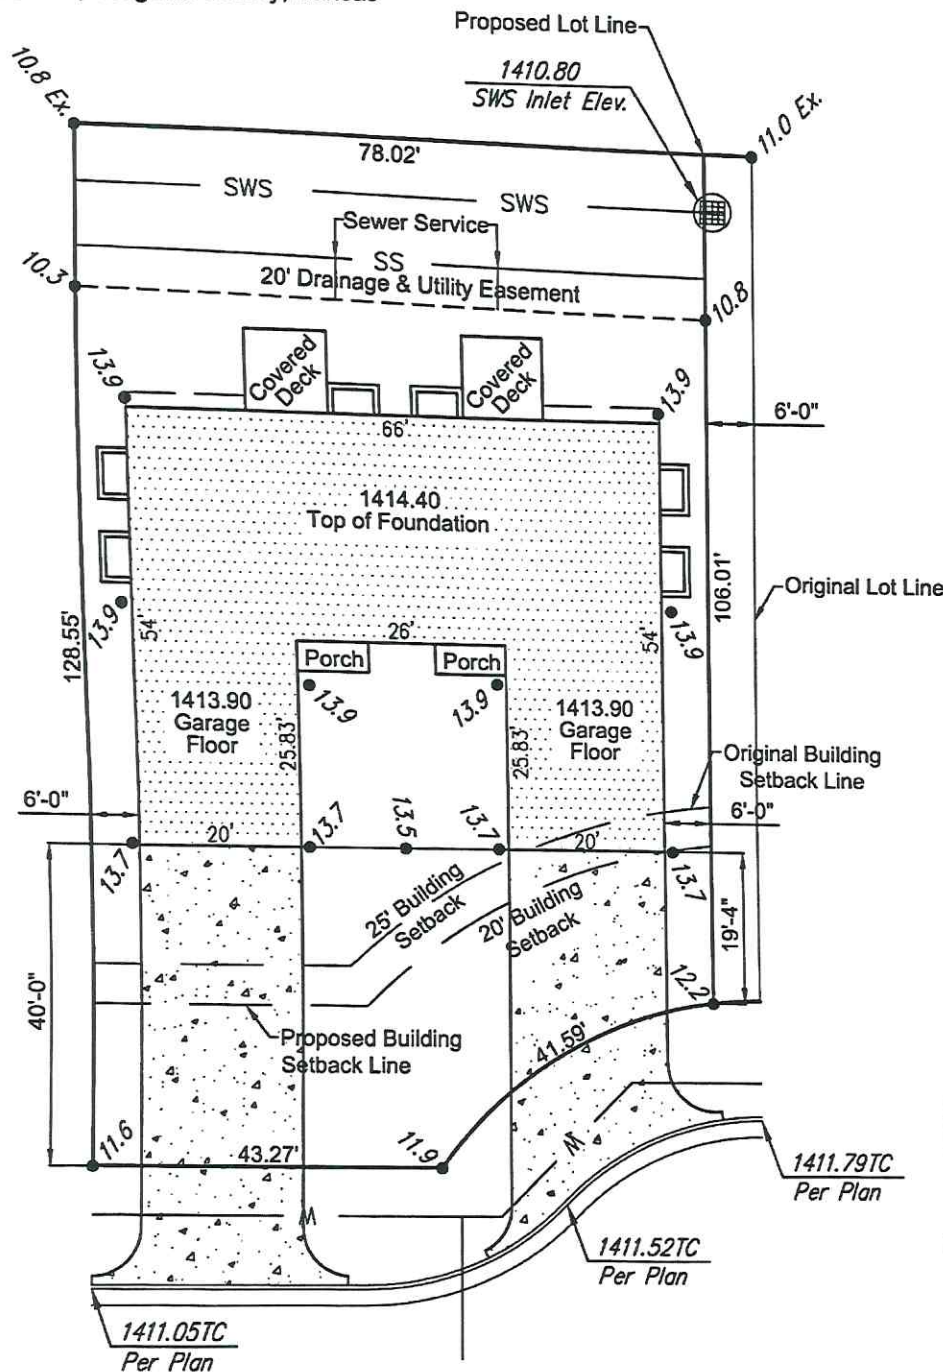 Proposed Lot Line
1410.80
SWS Inlet Elev.
10.8 Ex.
11.0 Ex.
78.02'
SWS
SWS
Sewer Service
SS
20' Drainage & Utility Easement
10.3
10.8
Covered
Deck
Covered
Deck
13.9
13.9
6'-0"
66'
1414.40
Top of Foundation
128.55'
106.01'
Original Lot Line
13.9
54'
26'
54'
13.9
Porch
Porch
13.9
13.9
1413.90
Garage
Floor
25.83'
25.83'
1413.90
Garage
Floor
Original Building
Setback Line
6'-0"
6'-0"
20'
13.7
13.5
13.7
20'
13.7
13.7
25' Building
Setback
20' Building
Setback
19'-4"
40'-0"
12.2
Proposed Building
Setback Line
41.59'
11.6
43.27'
11.9
W
W
1411.79TC
Per Plan
1411.52TC
Per Plan
1411.05TC
Per Plan